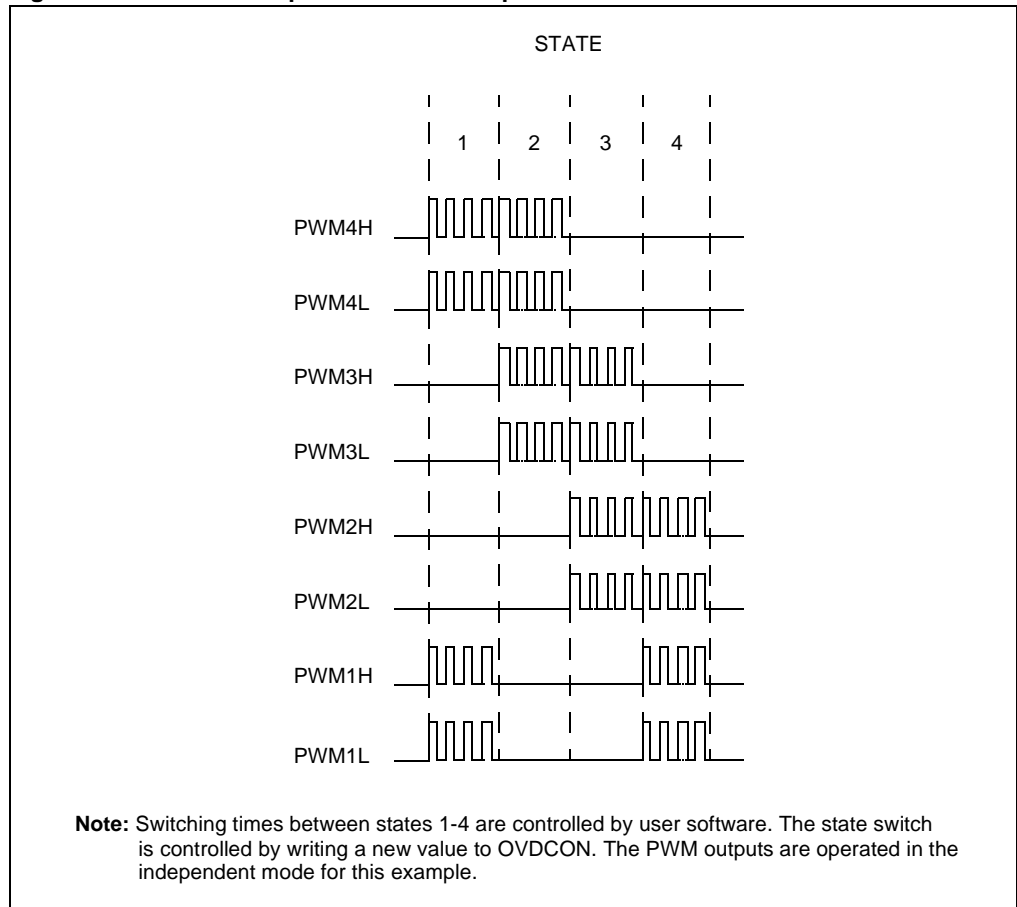 STATE
1 2 3 4
PWM4H
PWM4L
PWM3H
PWM3L
PWM2H
PWM2L
PWM1H
PWM1L
Note: Switching times between states 1-4 are controlled by user software. The state switch
is controlled by writing a new value to OVDCON. The PWM outputs are operated in the
independent mode for this example.